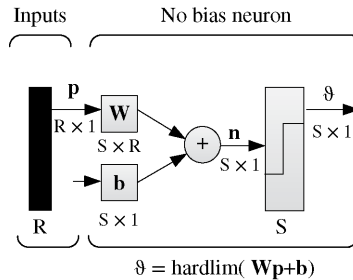 Inputs No bias neuron
p W n ϑ
R × 1 S × R + S × 1 S × 1
b
S × 1
R S
ϑ = hardlim( Wp+b)